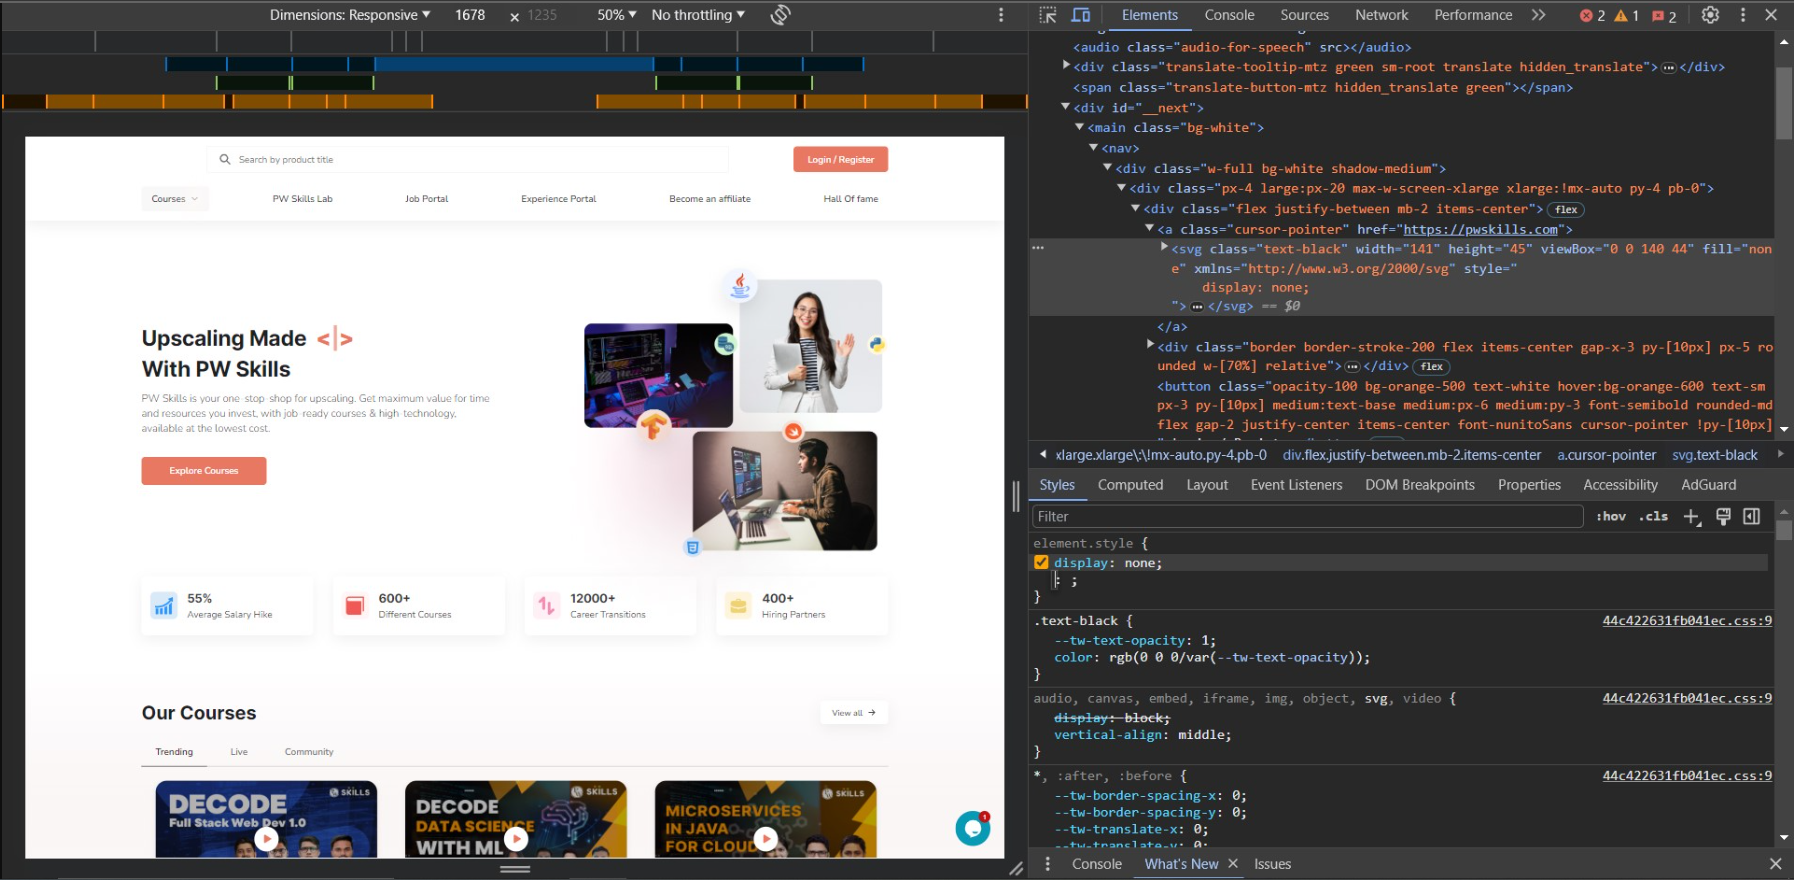 Dimensions: Responsive ▼ 1678 × 1235 50% ▼ No throttling ▼
Elements Console Sources Network Performance 2 1 2
<audio class="audio-for-speech" src></audio>
<div class="translate-tooltip-mtz green sm-root translate hidden_translate"> </div>
<span class="translate-button-mtz hidden_translate green"></span>
<div id="__next">
<main class="bg-white">
<nav>
<div class="w-full bg-white shadow-medium">
<div class="px-4 large:px-20 max-w-screen-xlarge xlarge:!mx-auto py-4 pb-0">
<div class="flex justify-between mb-2 items-center"> flex
<a class="cursor-pointer" href="https://pwskills.com">
<svg class="text-black" width="141" height="45" viewBox="0 0 140 44" fill="non
e" xmlns="http://www.w3.org/2000/svg" style="
display: none;
"> </svg> == $0
</a>
<div class="border border-stroke-200 flex items-center gap-x-3 py-[10px] px-5 ro
unded w-[70%] relative"> </div> flex
<button class="opacity-100 bg-orange-500 text-white hover:bg-orange-600 text-sm
px-3 py-[10px] medium:text-base medium:px-6 medium:py-3 font-semibold rounded-md
flex gap-2 justify-center items-center font-nunitoSans cursor-pointer !py-[10px]
xlarge.xlarge\:\!mx-auto.py-4.pb-0 div.flex.justify-between.mb-2.items-center a.cursor-pointer svg.text-black
Styles Computed Layout Event Listeners DOM Breakpoints Properties Accessibility AdGuard
Filter :hov .cls
element.style {
display: none;
: ;
}
.text-black { 44c422631fb041ec.css:9
--tw-text-opacity: 1;
color: rgb(0 0 0/var(--tw-text-opacity));
}
audio, canvas, embed, iframe, img, object, svg, video { 44c422631fb041ec.css:9
display: block;
vertical-align: middle;
}
*, :after, :before { 44c422631fb041ec.css:9
--tw-border-spacing-x: 0;
--tw-border-spacing-y: 0;
--tw-translate-x: 0;
--tw-translate-y: 0;
Console What's New Issues
Search by product title
Login / Register
Courses PW Skills Lab Job Portal Experience Portal Become an affiliate Hall Of fame
Upscaling Made <|>
With PW Skills
PW Skills is your one-stop-shop for upscaling. Get maximum value for time
and resources you invest, with job-ready courses & high-technology,
available at the lowest cost.
Explore Courses
55%
Average Salary Hike
600+
Different Courses
12000+
Career Transitions
400+
Hiring Partners
Our Courses
View all →
Trending Live Community
SKILLS
DECODE
Full Stack Web Dev 1.0
SKILLS
DECODE
DATA SCIENCE
WITH ML
SKILLS
MICROSERVICES
IN JAVA
FOR CLOUD
1